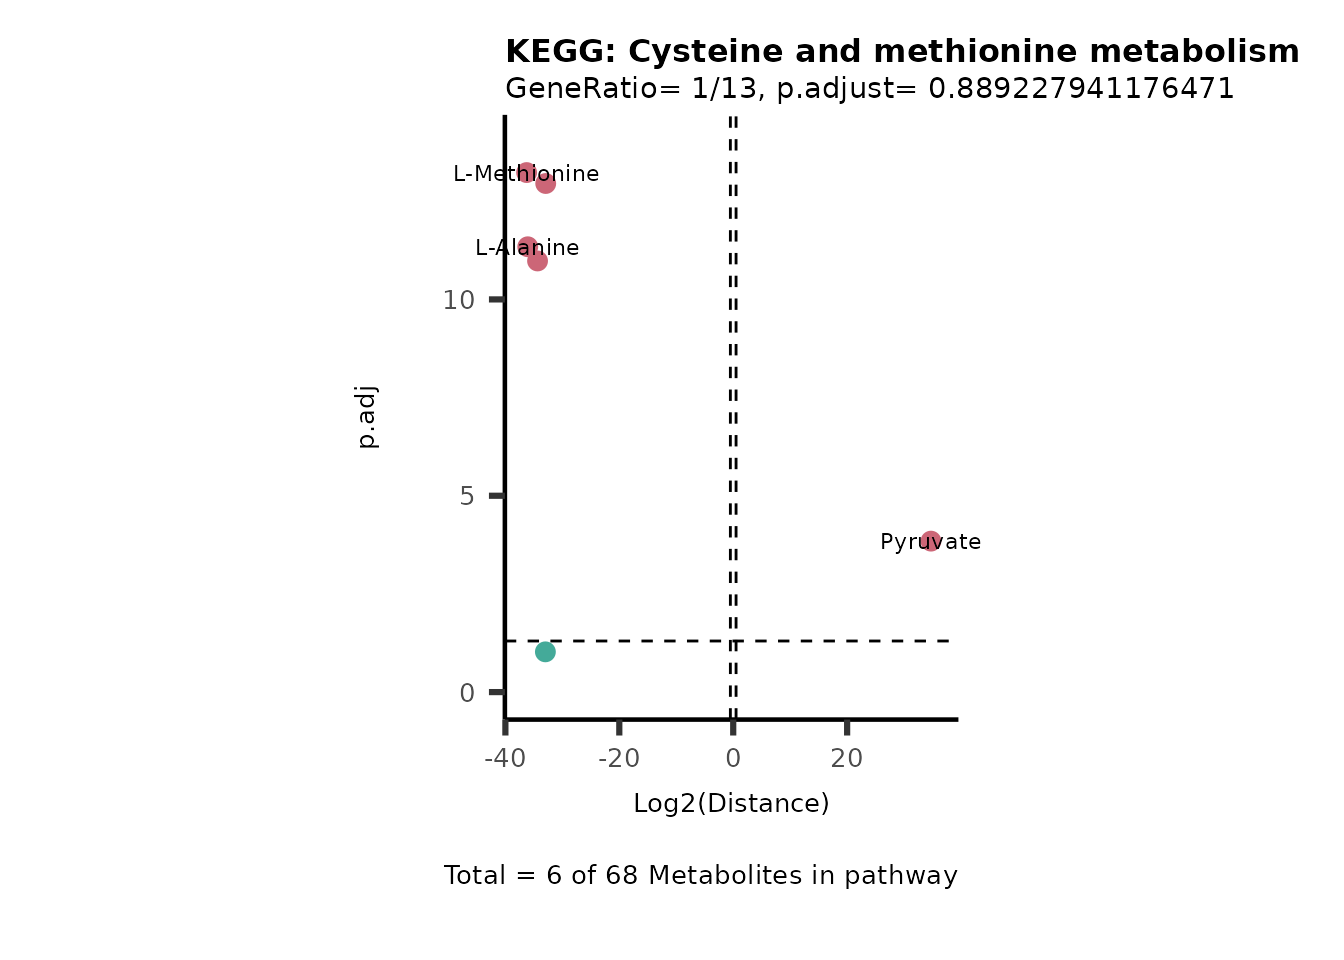 KEGG: Cysteine and methionine metabolism
GeneRatio= 1/13, p.adjust= 0.889227941176471
L-Methionine
L-Alanine
10
p.adj
5
Pyruvate
0
-40
-20
0
20
Log2(Distance)
Total = 6 of 68 Metabolites in pathway